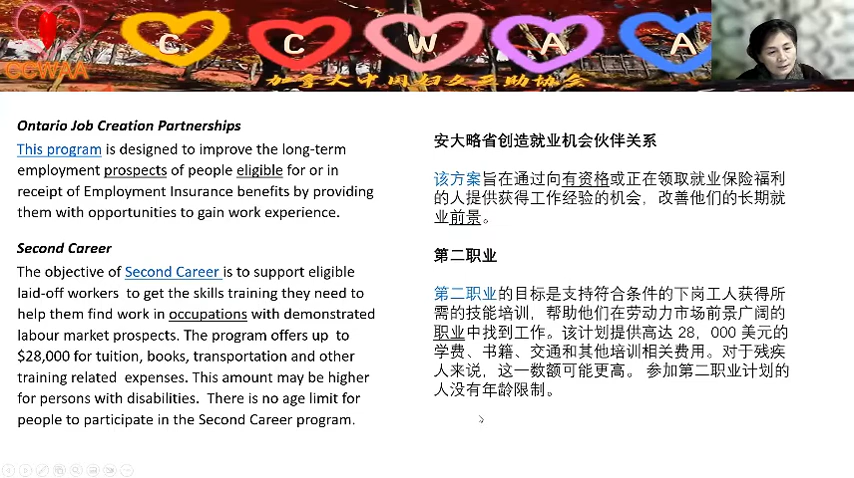 C C W A A
CCWAA
加拿大中国妇女互助协会
Ontario Job Creation Partnerships
This program is designed to improve the long-term
employment prospects of people eligible for or in
receipt of Employment Insurance benefits by providing
them with opportunities to gain work experience.
Second Career
The objective of Second Career is to support eligible
laid-off workers to get the skills training they need to
help them find work in occupations with demonstrated
labour market prospects. The program offers up to
$28,000 for tuition, books, transportation and other
training related expenses. This amount may be higher
for persons with disabilities. There is no age limit for
people to participate in the Second Career program.
安大略省创造就业机会伙伴关系
该方案旨在通过向有资格或正在领取就业保险福利
的人提供获得工作经验的机会，改善他们的长期就
业前景。
第二职业
第二职业的目标是支持符合条件的下岗工人获得所
需的技能培训，帮助他们在劳动力市场前景广阔的
职业中找到工作。该计划提供高达 28，000 美元的
学费、书籍、交通和其他培训相关费用。对于残疾
人来说，这一数额可能更高。 参加第二职业计划的
人没有年龄限制。